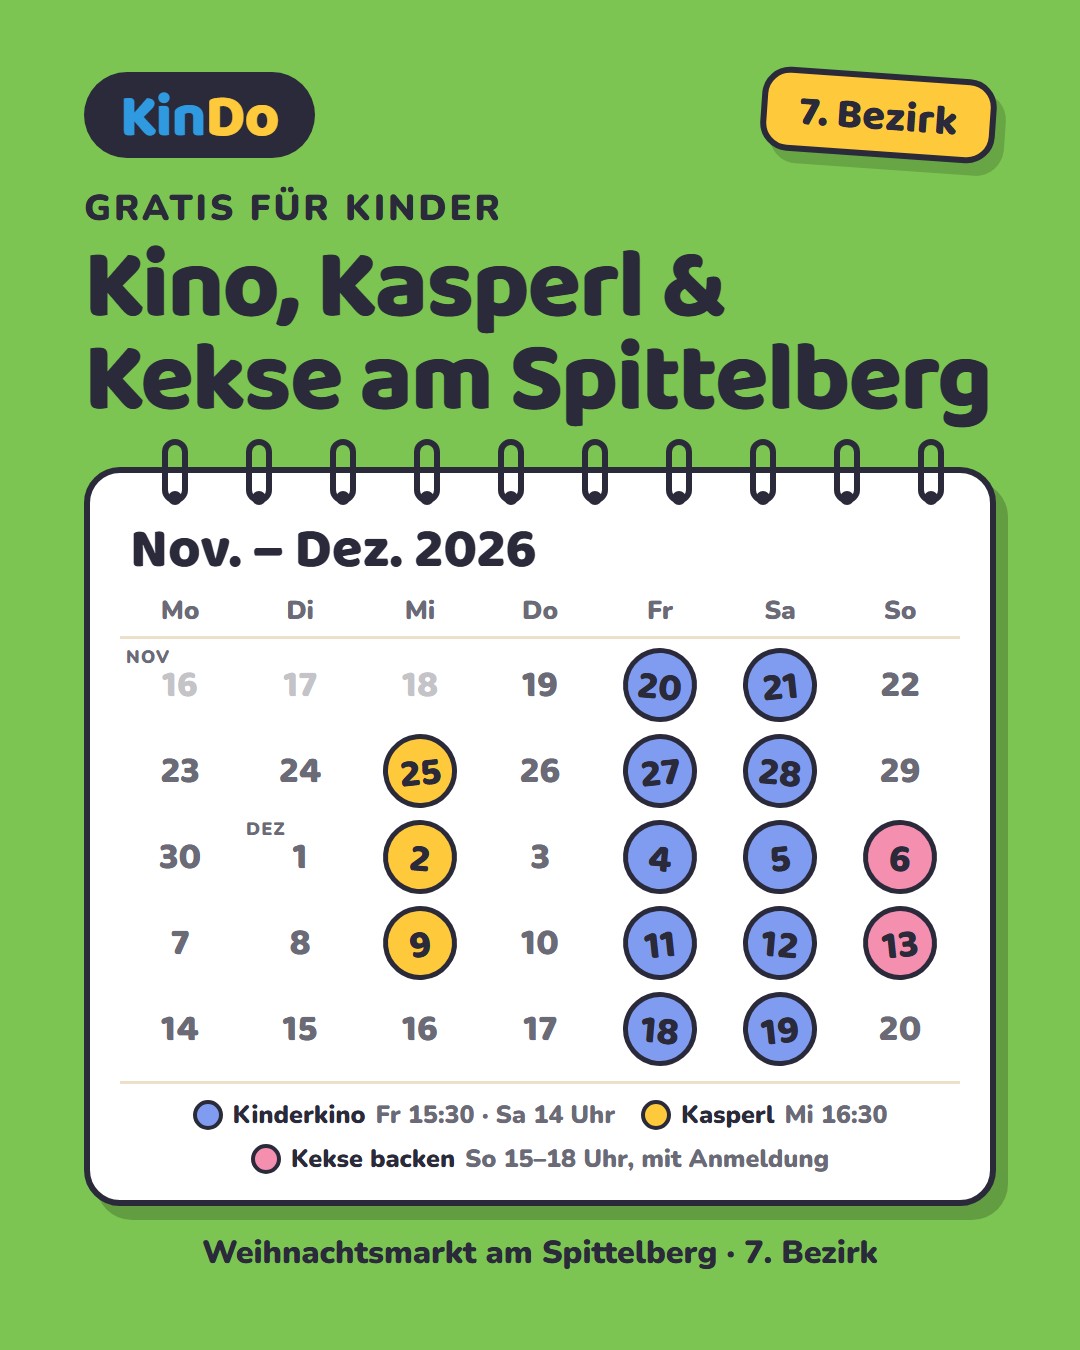 KinDo
7. Bezirk
GRATIS FÜR KINDER
Kino, Kasperl &
Kekse am Spittelberg
Nov. – Dez. 2026
Mo Di Mi Do Fr Sa So
NOV
16 17 18 19 20 21 22
23 24 25 26 27 28 29
DEZ
30 1 2 3 4 5 6
7 8 9 10 11 12 13
14 15 16 17 18 19 20
Kinderkino Fr 15:30 · Sa 14 Uhr Kasperl Mi 16:30
Kekse backen So 15–18 Uhr, mit Anmeldung
Weihnachtsmarkt am Spittelberg · 7. Bezirk